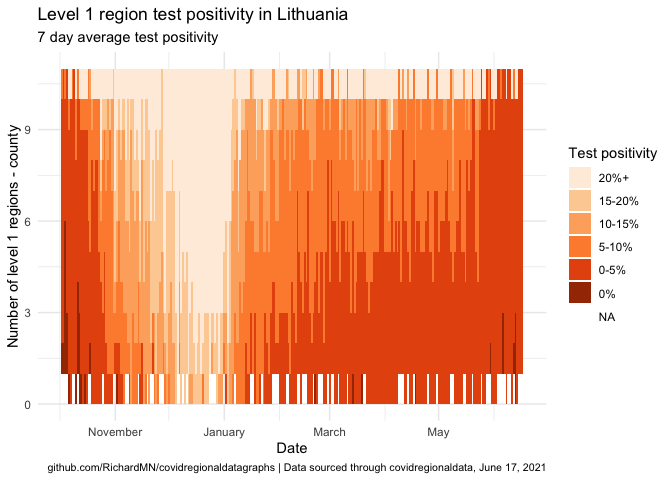 Level 1 region test positivity in Lithuania
7 day average test positivity
Number of level 1 regions - county
9
6
3
0
November
January
March
May
Date
Test positivity
20%+
15-20%
10-15%
5-10%
0-5%
0%
NA
github.com/RichardMN/covidregionaldatagraphs | Data sourced through covidregionaldata, June 17, 2021